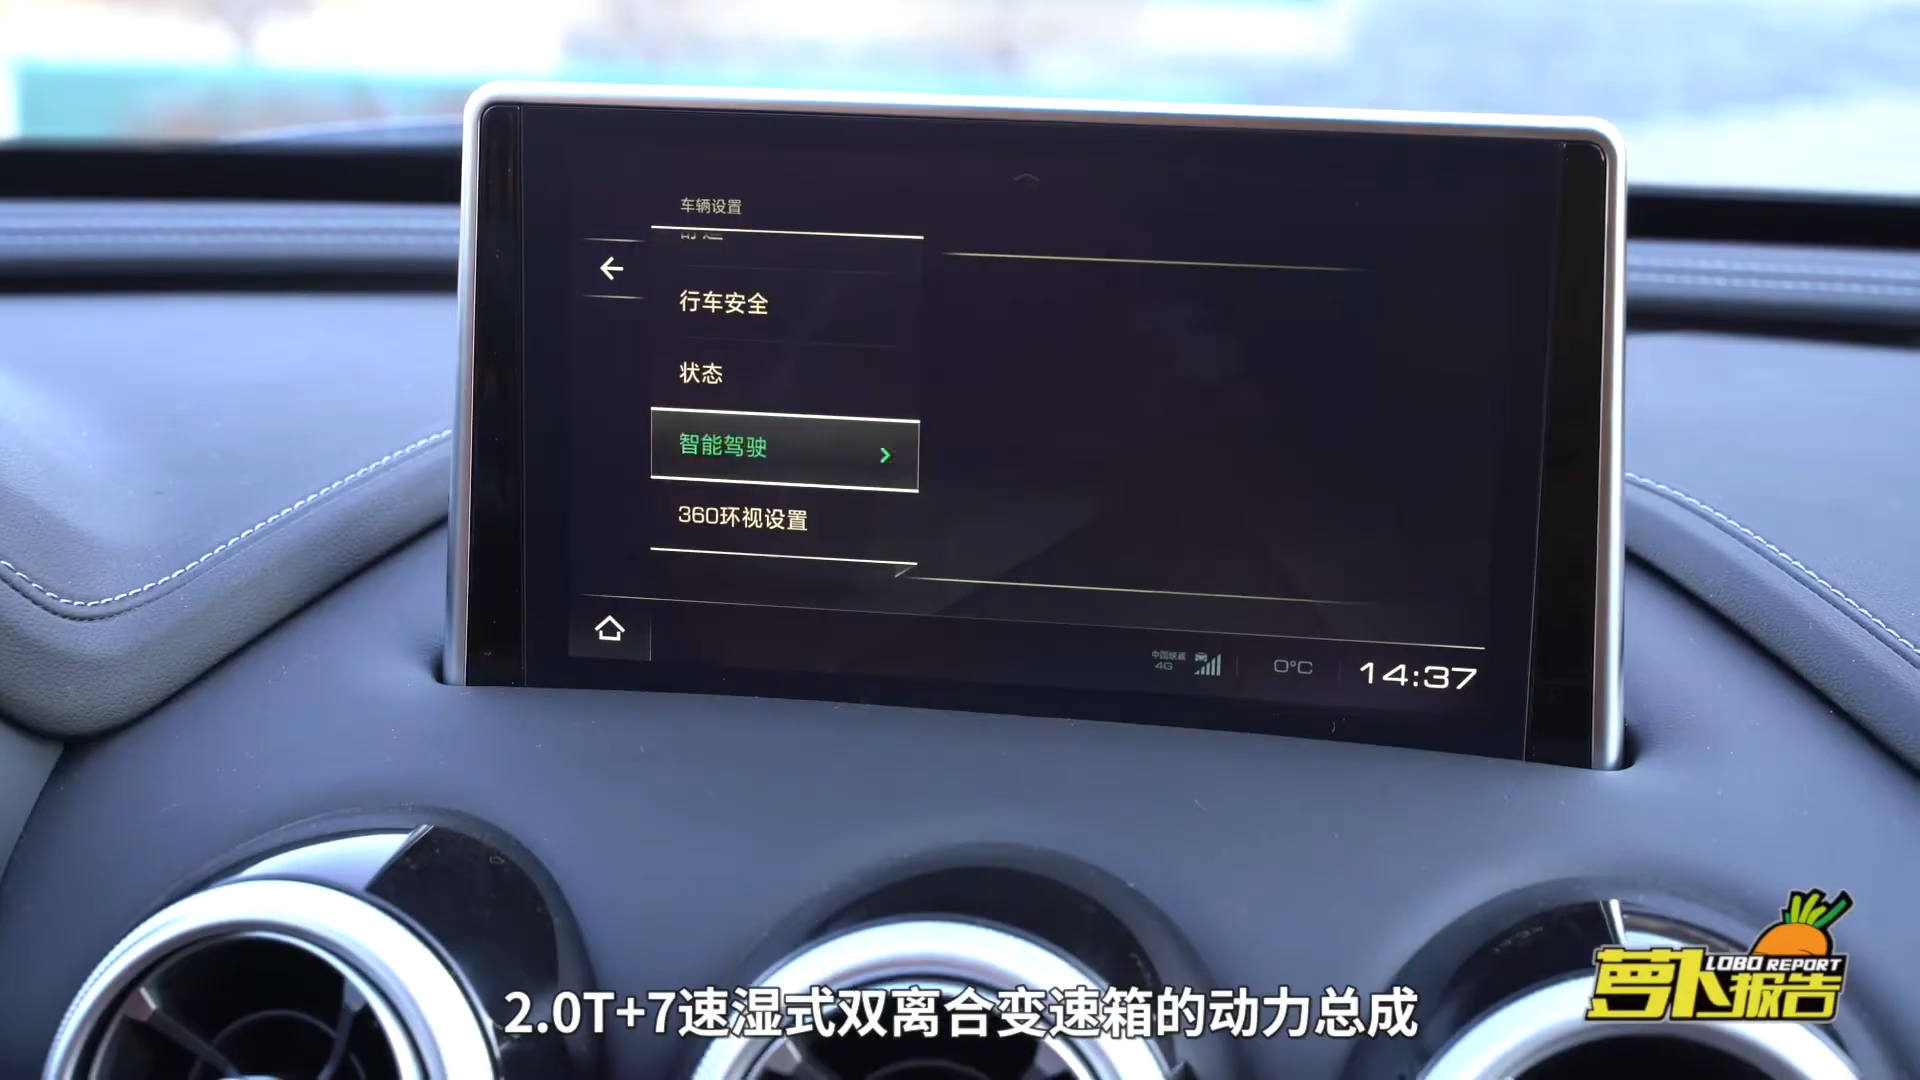 车辆设置
行车安全
状态
智能驾驶
360环视设置
4G
0°C
14:37
LOBO REPORT
萝卜报告
2.0T+7速湿式双离合变速箱的动力总成